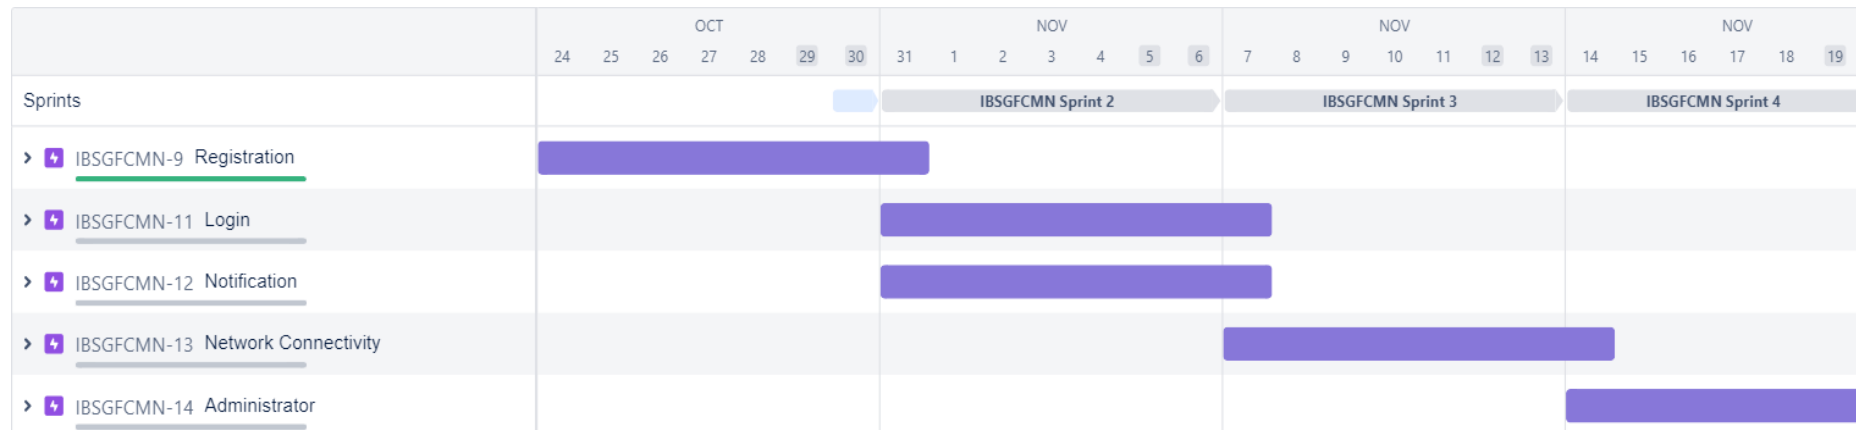 OCT NOV NOV NOV
24 25 26 27 28 29 30 31 1 2 3 4 5 6 7 8 9 10 11 12 13 14 15 16 17 18 19
Sprints IBSGFCMN Sprint 2 IBSGFCMN Sprint 3 IBSGFCMN Sprint 4
IBSGFCMN-9 Registration
IBSGFCMN-11 Login
IBSGFCMN-12 Notification
IBSGFCMN-13 Network Connectivity
IBSGFCMN-14 Administrator